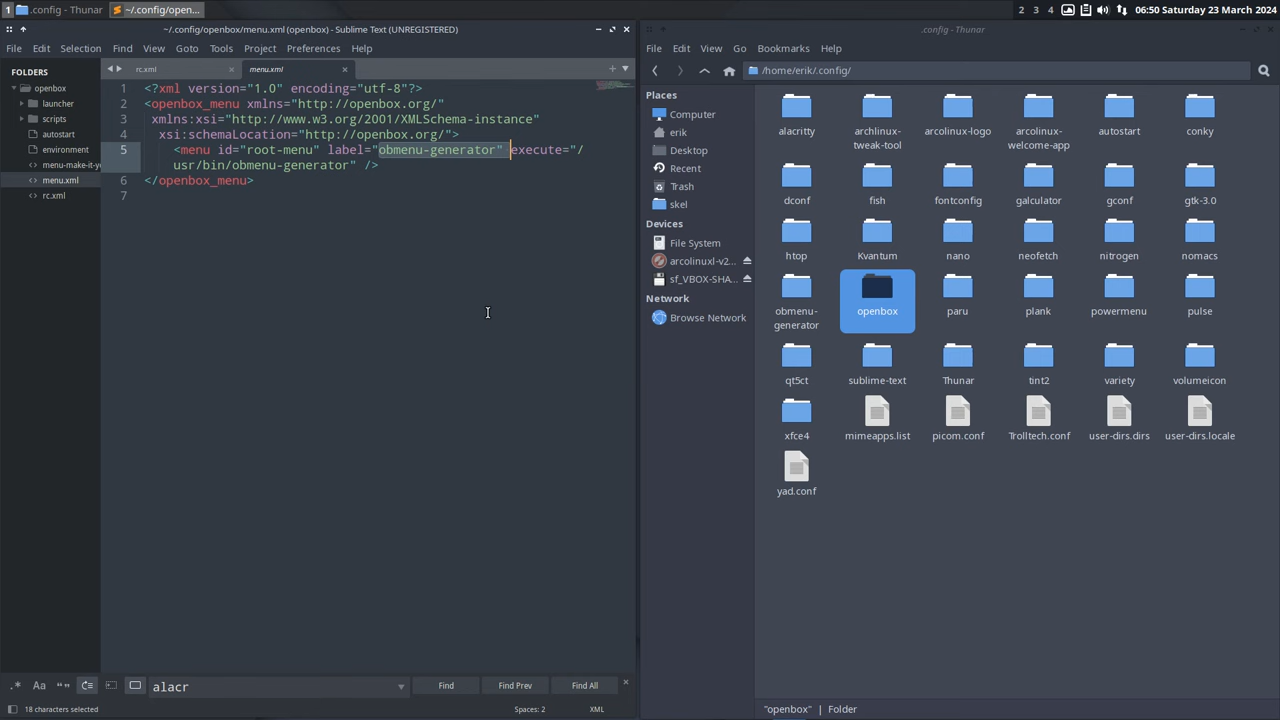 1 .config - Thunar ~/.config/open... 2 3 4 06:50 Saturday 23 March 2024
~/.config/openbox/menu.xml (openbox) - Sublime Text (UNREGISTERED)
File Edit Selection Find View Goto Tools Project Preferences Help
FOLDERS
openbox
launcher
scripts
autostart
environment
menu-make-it-yo
menu.xml
rc.xml
rc.xml menu.xml
1 <?xml version="1.0" encoding="utf-8"?>
2 <openbox_menu xmlns="http://openbox.org/"
3 xmlns:xsi="http://www.w3.org/2001/XMLSchema-instance"
4 xsi:schemaLocation="http://openbox.org/">
5 <menu id="root-menu" label="obmenu-generator" execute="/
usr/bin/obmenu-generator" />
6 </openbox_menu>
7
.* Aa “” alacr Find Find Prev Find All
18 characters selected Spaces: 2 XML
.config - Thunar
File Edit View Go Bookmarks Help
/home/erik/.config/
Places
Computer
erik
Desktop
Recent
Trash
skel
Devices
File System
arcolinuxl-v2...
sf_VBOX-SHA...
Network
Browse Network
alacritty archlinux-tweak-tool arcolinux-logo arcolinux-welcome-app autostart conky
dconf fish fontconfig galculator gconf gtk-3.0
htop Kvantum nano neofetch nitrogen nomacs
obmenu-generator openbox paru plank powermenu pulse
qt5ct sublime-text Thunar tint2 variety volumeicon
xfce4 mimeapps.list picom.conf Trolltech.conf user-dirs.dirs user-dirs.locale
yad.conf
"openbox" | Folder